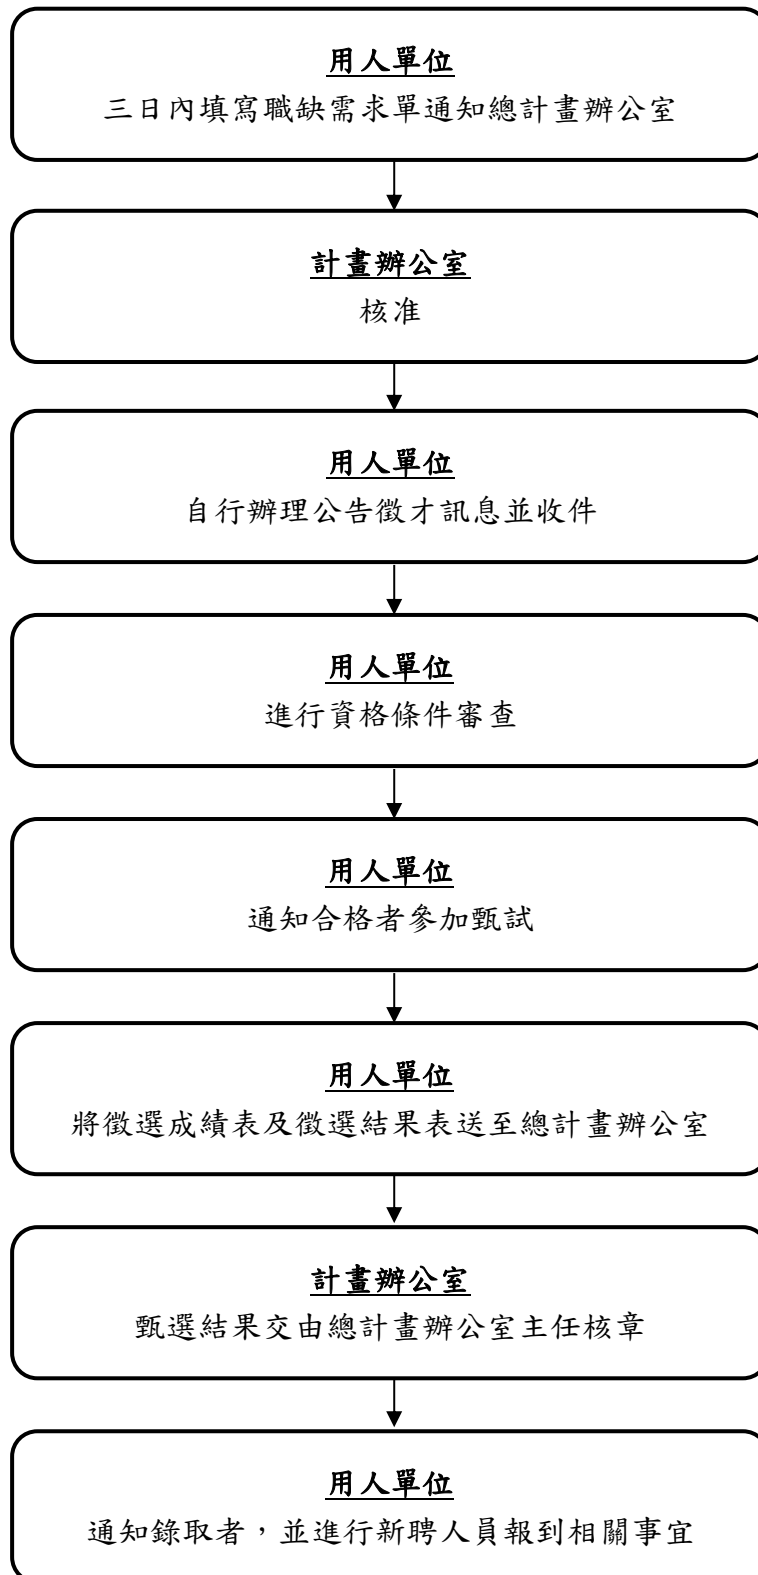 用人單位
三日內填寫職缺需求單通知總計畫辦公室
計畫辦公室
核准
用人單位
自行辦理公告徵才訊息並收件
用人單位
進行資格條件審查
用人單位
通知合格者參加甄試
用人單位
將徵選成績表及徵選結果表送至總計畫辦公室
計畫辦公室
甄選結果交由總計畫辦公室主任核章
用人單位
通知錄取者，並進行新聘人員報到相關事宜